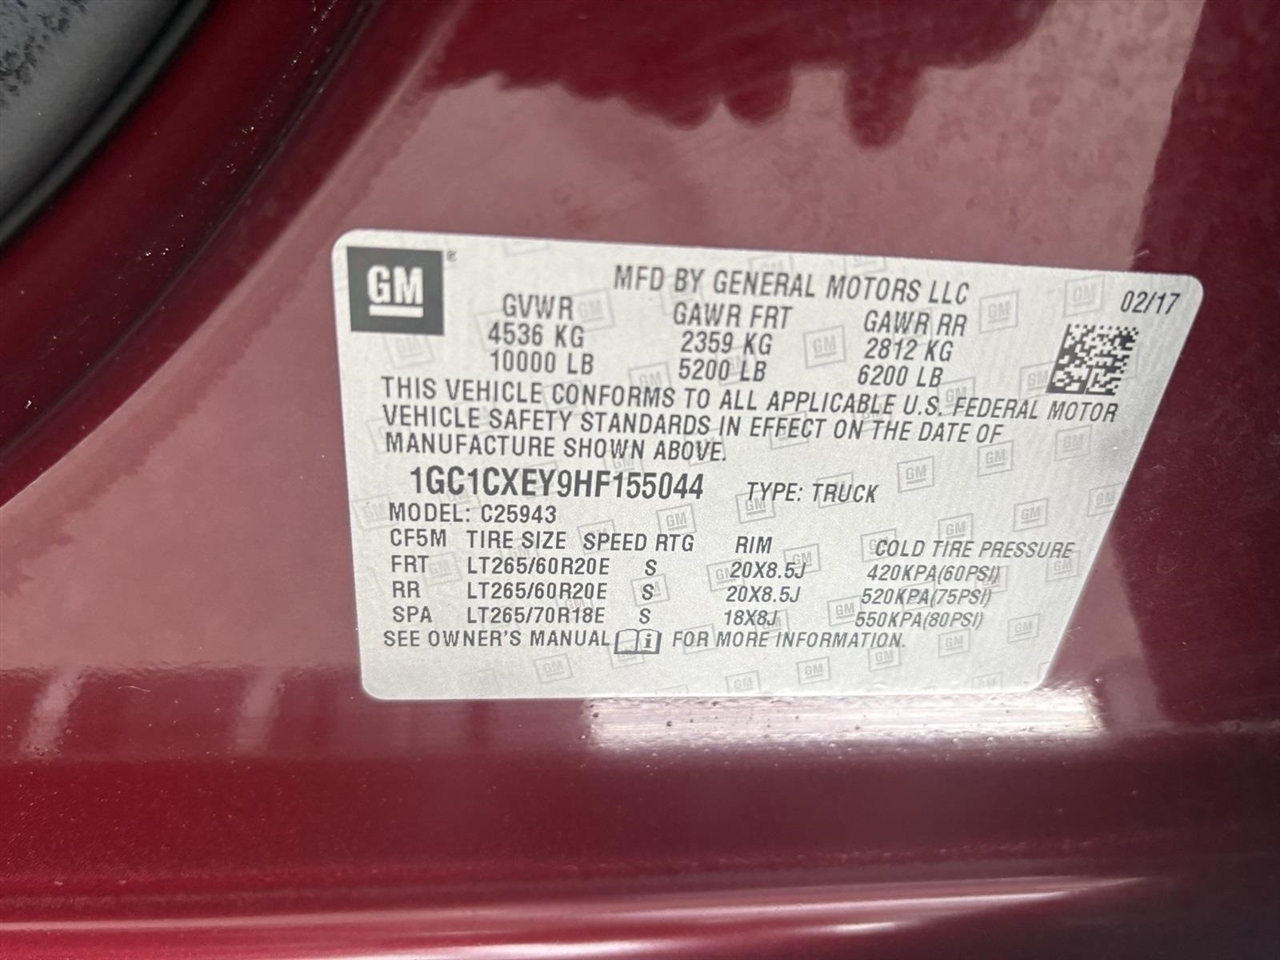 GM ®
MFD BY GENERAL MOTORS LLC
02/17
GVWR GAWR FRT GAWR RR
4536 KG 2359 KG 2812 KG
10000 LB 5200 LB 6200 LB
THIS VEHICLE CONFORMS TO ALL APPLICABLE U.S. FEDERAL MOTOR
VEHICLE SAFETY STANDARDS IN EFFECT ON THE DATE OF
MANUFACTURE SHOWN ABOVE.
1GC1CXEY9HF155044 TYPE: TRUCK
MODEL: C25943
CF5M TIRE SIZE SPEED RTG RIM COLD TIRE PRESSURE
FRT LT265/60R20E S 20X8.5J 420KPA(60PSI)
RR LT265/60R20E S 20X8.5J 520KPA(75PSI)
SPA LT265/70R18E S 18X8J 550KPA(80PSI)
SEE OWNER'S MANUAL i FOR MORE INFORMATION.